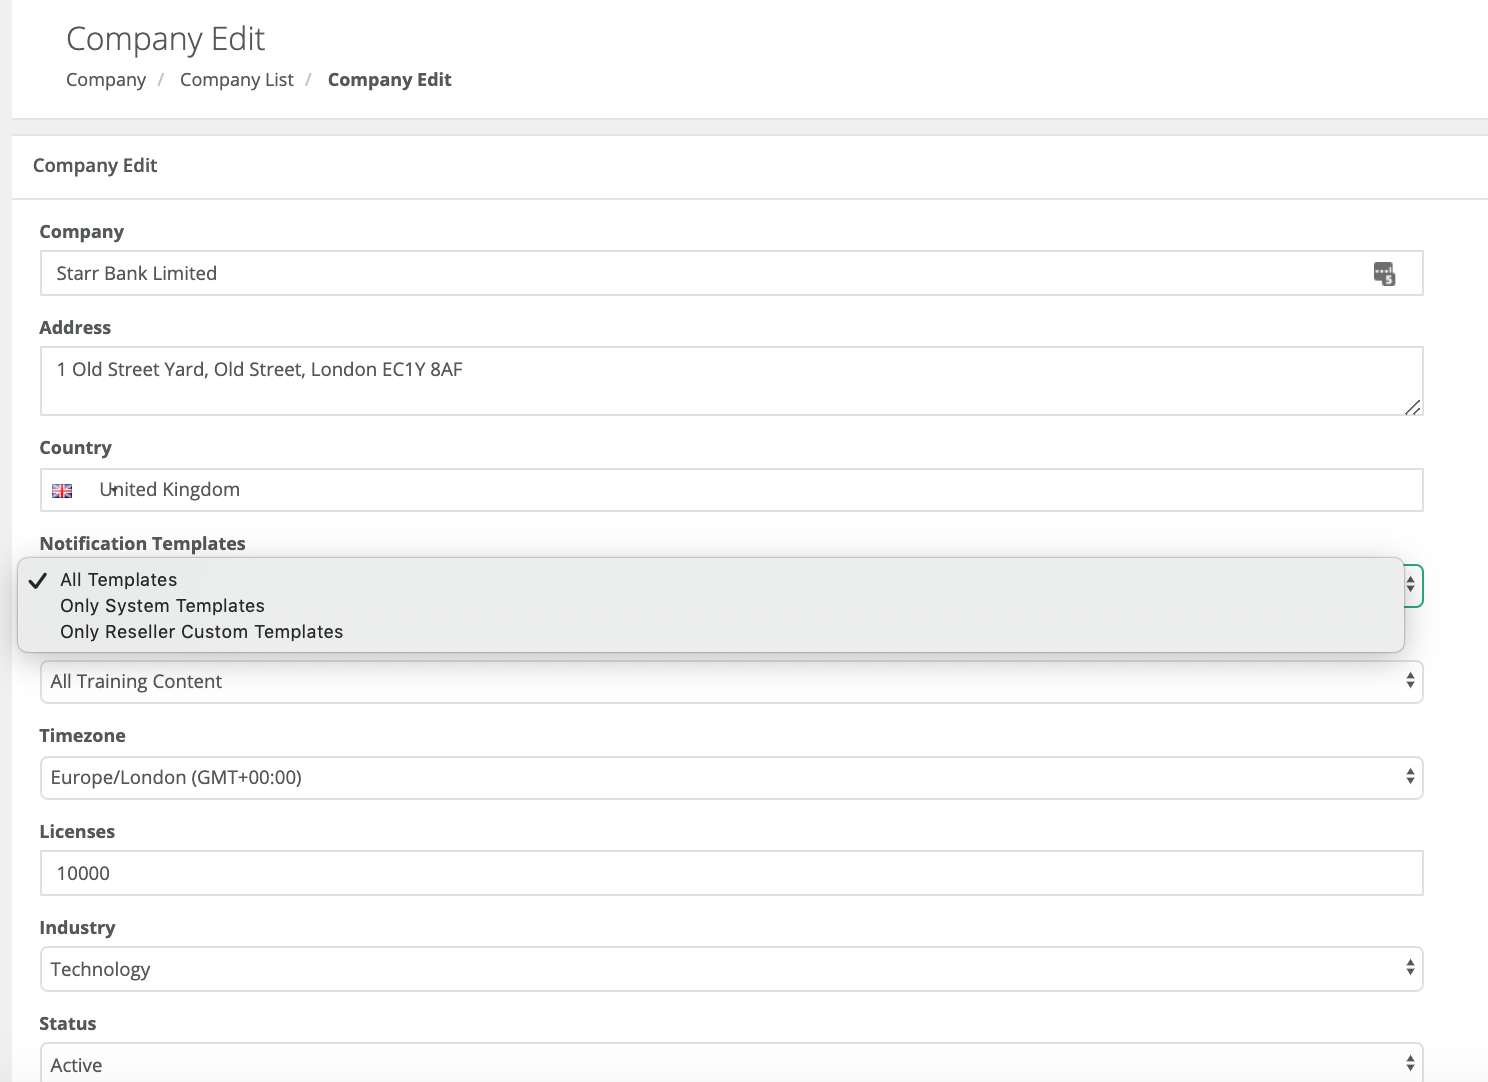 Company Edit
Company / Company List / Company Edit
Company Edit
Company
Starr Bank Limited
5
Address
1 Old Street Yard, Old Street, London EC1Y 8AF
Country
United Kingdom
Notification Templates
All Templates
Only System Templates
Only Reseller Custom Templates
All Training Content
Timezone
Europe/London (GMT+00:00)
Licenses
10000
Industry
Technology
Status
Active